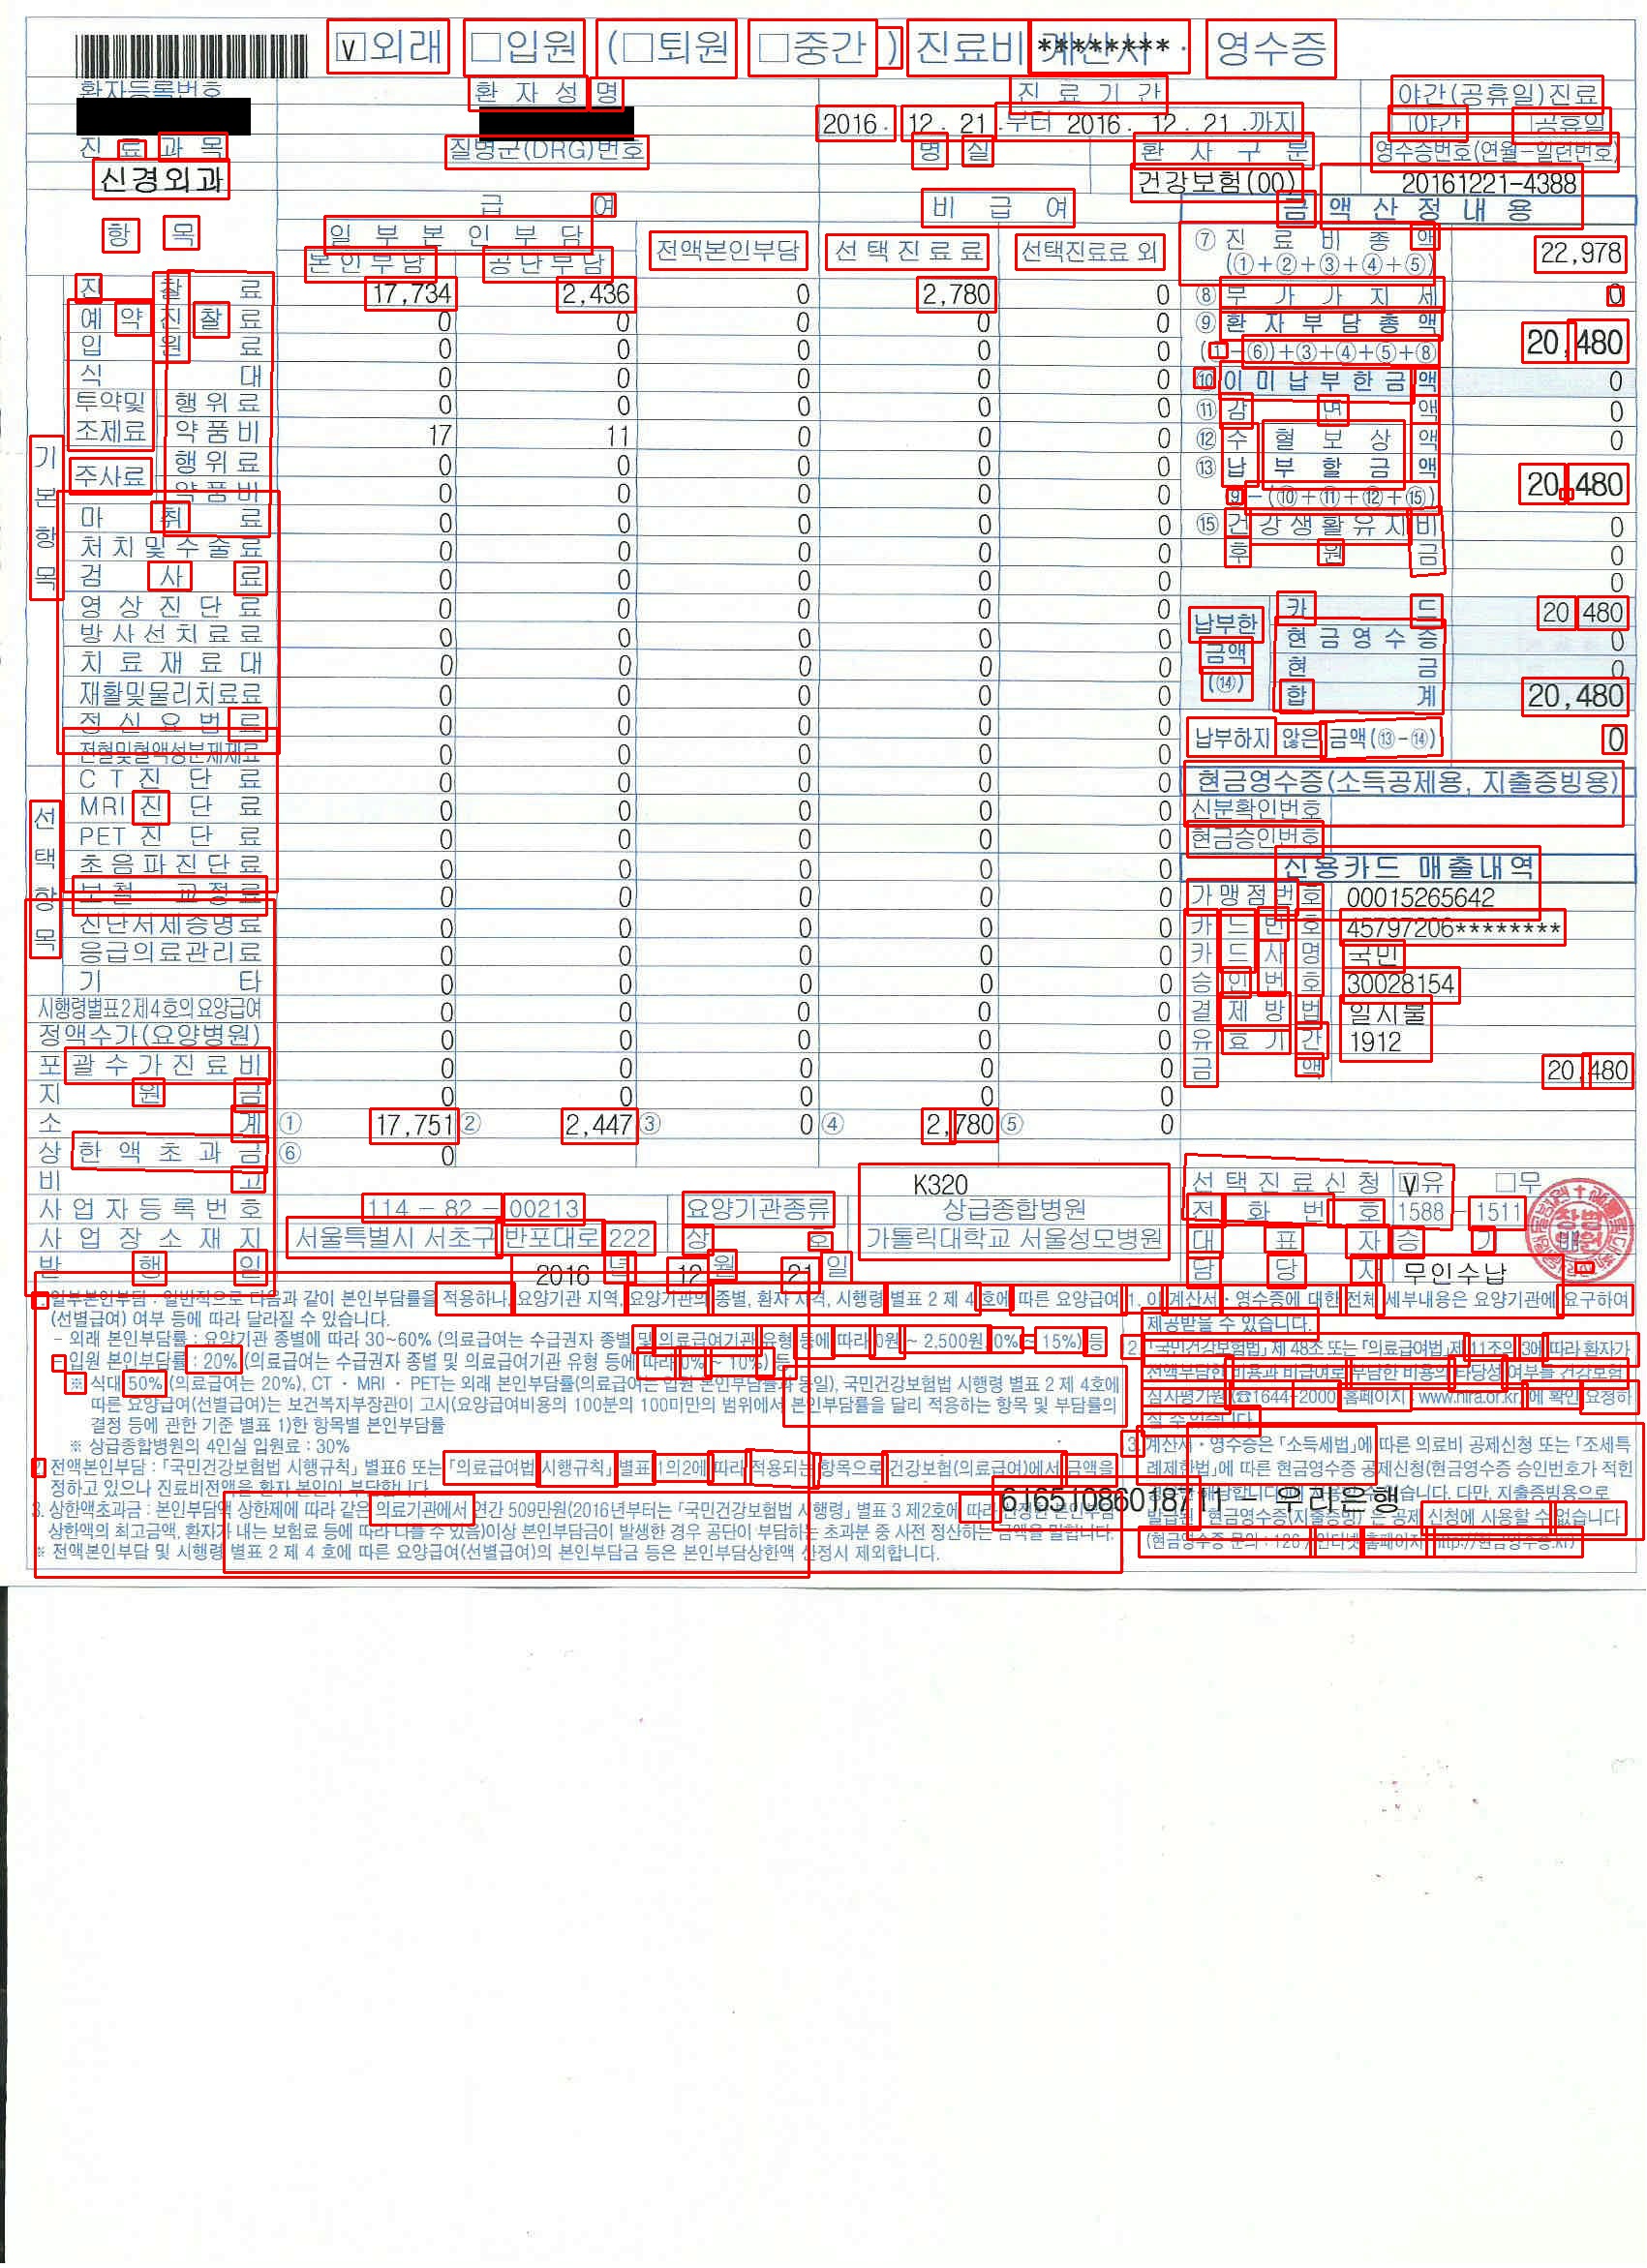 ☑외래 □입원 (□퇴원 □중간) 진료비 ********· 영수증
환자등록번호 환자성명 진료기간 야간(공휴일)진료
2016. 12. 21 .부터 2016. 12. 21 .까지 야간 공휴일
진료과목 질병군(DRG)번호 명실 환자구분 영수증번호(연월-일련번호)
신경외과 건강보험(00) 20161221-4388
항목 급여 비급여 금액산정내용
일부본인부담 전액본인부담 선택진료료 선택진료료 외 ⑦진료비총액 22,978
본인부담 공단부담 (①+②+③+④+⑤)
진찰료 17,734 2,436 0 2,780 0 ⑧부가가치세 0
예약진찰료 0 0 0 0 0 ⑨환자부담총액 20,480
입원료 0 0 0 0 0 (①-⑥)+③+④+⑤+⑧
식대 0 0 0 0 0 ⑩이미납부한금액 0
투약및 행위료 0 0 0 0 0 ⑪감면액 0
조제료 약품비 17 11 0 0 0 ⑫수혈보상액 0
주사료 행위료 0 0 0 0 0 ⑬납부할금액 20,480
약품비 0 0 0 0 0 ⑨-(⑩+⑪+⑫+⑮)
기본항목
마취료 0 0 0 0 0 ⑮건강생활유지비 0
처치및수술료 0 0 0 0 0 후원금 0
검사료 0 0 0 0 0 0
영상진단료 0 0 0 0 0 납부한 카드 20,480
방사선치료료 0 0 0 0 0 금액 현금영수증 0
치료재료대 0 0 0 0 0 (⑭) 현금 0
재활및물리치료료 0 0 0 0 0 합계 20,480
정신요법료 0 0 0 0 0
전혈및혈액성분제제료 0 0 0 0 0 납부하지 않은 금액(⑬-⑭) 0
선택항목
CT진단료 0 0 0 0 0 현금영수증(소득공제용, 지출증빙용)
MRI진단료 0 0 0 0 0 신분확인번호
PET진단료 0 0 0 0 0 현금승인번호
초음파진단료 0 0 0 0 0 신용카드 매출내역
보철 교정료 0 0 0 0 0 가맹점번호 00015265642
진단서제증명료 0 0 0 0 0 카드번호 45797206********
응급의료관리료 0 0 0 0 0 카드사명 국민
기타 0 0 0 0 0 승인번호 30028154
시행령별표2제4호의요양급여 0 0 0 0 0 결제방법 일시불
정액수가(요양병원) 0 0 0 0 0 유효기간 1912
포괄수가진료비 0 0 0 0 0 금액 20,480
지원금 0 0 0 0 0
소계 ① 17,751 ② 2,447 ③ 0 ④ 2,780 ⑤ 0
상한액초과금 ⑥ 0
비고 K320 선택진료신청 ☑유 □무
사업자등록번호 114 - 82 - 00213 요양기관종류 상급종합병원 전화번호 1588 - 1511
사업장소재지 서울특별시 서초구 반포대로 222 상호 가톨릭대학교 서울성모병원 대표자 승기배
발행일 2016 년 12 월 21 일 담당자 무인수납
1. 일부본인부담 : 일반적으로 다음과 같이 본인부담률을 적용하나, 요양기관 지역, 요양기관의 종별, 환자 자격, 시행령 별표 2 제 4 호에 따른 요양급여
(선별급여) 여부 등에 따라 달라질 수 있습니다.
- 외래 본인부담률 : 요양기관 종별에 따라 30~60% (의료급여는 수급권자 종별 및 의료급여기관 유형 등에 따라 0원 ~ 2,500원, 0% ~ 15%) 등
- 입원 본인부담률 : 20% (의료급여는 수급권자 종별 및 의료급여기관 유형 등에 따라 0% ~ 10%) 등
※ 식대 50% (의료급여는 20%), CT · MRI · PET는 외래 본인부담률(의료급여는 입원 본인부담률과 동일), 국민건강보험법 시행령 별표 2 제 4호에
따른 요양급여(선별급여)는 보건복지부장관이 고시(요양급여비용의 100분의 100미만의 범위에서 본인부담률을 달리 적용하는 항목 및 부담률의
결정 등에 관한 기준 별표 1)한 항목별 본인부담률
※ 상급종합병원의 4인실 입원료 : 30%
2. 전액본인부담 : 「국민건강보험법 시행규칙」 별표6 또는 「의료급여법 시행규칙」 별표 1의2에 따라 적용되는 항목으로 건강보험(의료급여)에서 금액을
정하고 있으나 진료비전액을 환자 본인이 부담합니다.
3. 상한액초과금 : 본인부담액 상한제에 따라 같은 의료기관에서 연간 509만원(2016년부터는 「국민건강보험법 시행령」 별표 3 제2호에 따라 산정한 본인부담
상한액의 최고금액, 환자가 내는 보험료 등에 따라 다를 수 있음)이상 본인부담금이 발생한 경우 공단이 부담하는 초과분 중 사전 정산하는 금액을 말합니다.
※ 전액본인부담 및 시행령 별표 2 제 4 호에 따른 요양급여(선별급여)의 본인부담금 등은 본인부담상한액 산정시 제외합니다.
1. 이 계산서 · 영수증에 대한 전체 세부내용은 요양기관에 요구하여
제공받을 수 있습니다.
2. 「국민건강보험법」 제 48조 또는 「의료급여법」 제 11조의 3에 따라 환자가
전액부담한 비용과 비급여로 부담한 비용의 타당성 여부를 건강보험
심사평가원(☎1644-2000, 홈페이지 www.hira.or.kr)에 확인 요청하
실 수 있습니다.
3. 계산서 · 영수증은 「소득세법」에 따른 의료비 공제신청 또는 「조세특
례제한법」에 따른 현금영수증 공제신청(현금영수증 승인번호가 적힌
경우만 해당합니다)에 사용할 수 있습니다. 다만, 지출증빙용으로
발급된 「현금영수증(지출증빙)」은 공제 신청에 사용할 수 없습니다
(현금영수증 문의 : 126 / 인터넷 홈페이지 http://현금영수증.kr)
61651086018711 - 우리은행